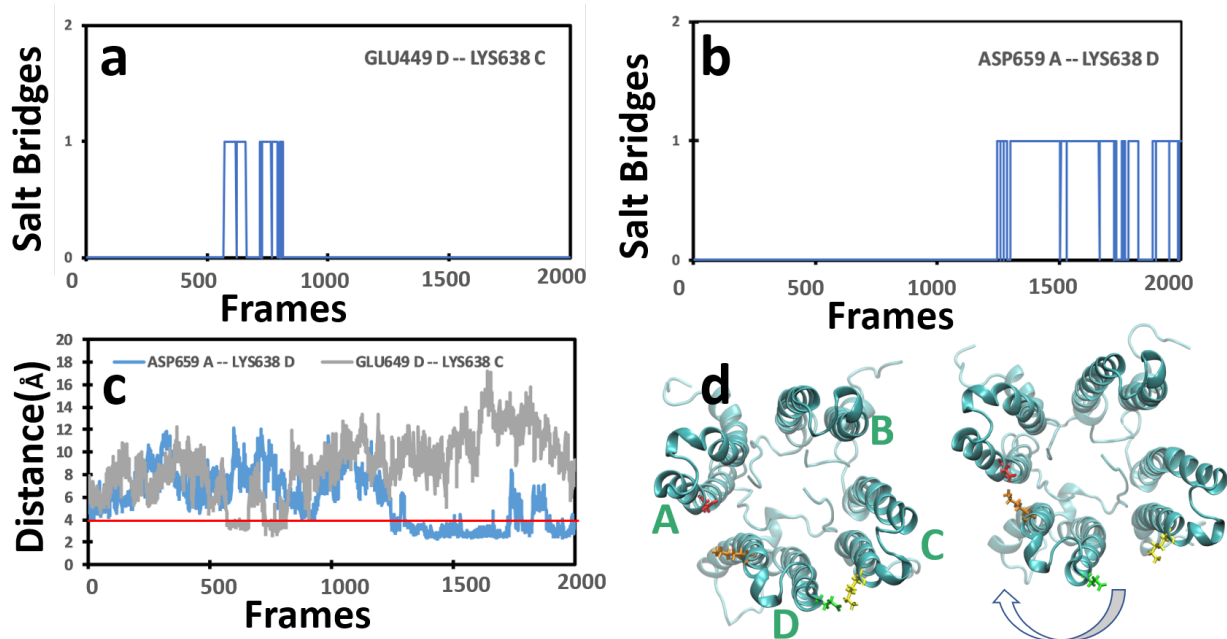 a
GLU449 D -- LYS638 C
Salt Bridges
2
1
0
0
500
1000
1500
2000
Frames
b
ASP659 A -- LYS638 D
Salt Bridges
2
1
0
0
500
1000
1500
2000
Frames
c
ASP659 A -- LYS638 D
GLU649 D -- LYS638 C
Distance(Å)
20
18
16
14
12
10
8
6
4
2
0
0
500
1000
1500
2000
Frames
d
B
A
C
D